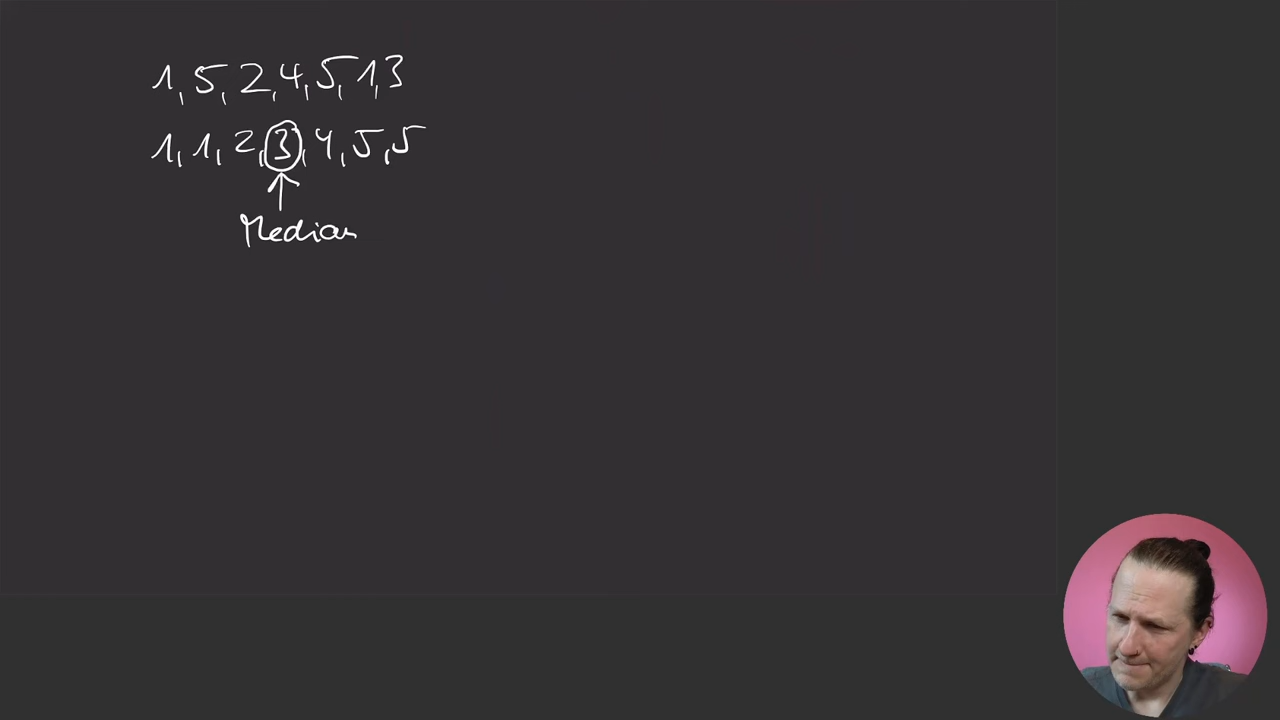 1, 5, 2, 4, 5, 1, 3
1, 1, 2, 3, 4, 5, 5
Median